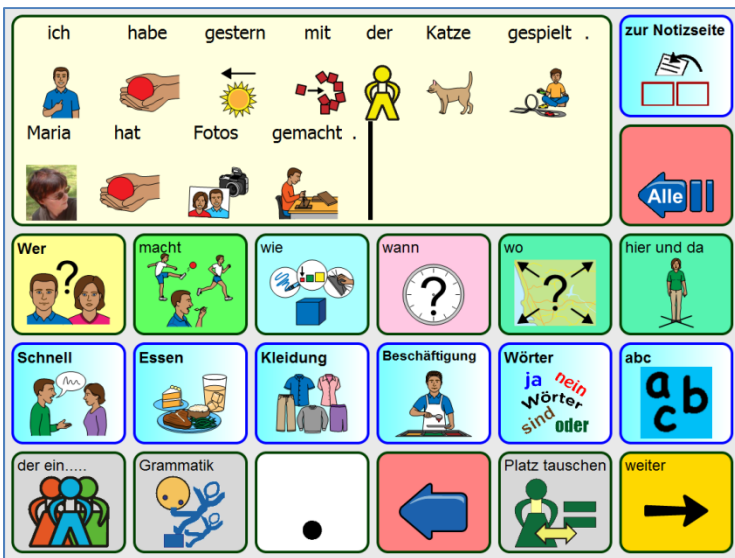 ich habe gestern mit der Katze gespielt .
Maria hat Fotos gemacht .
zur Notizseite
Alle
Wer
macht
wie
wann
wo
hier und da
Schnell
Essen
Kleidung
Beschäftigung
Wörter
ja nein
Wörter
sind oder
abc
a b
c
der ein.....
Grammatik
.
Platz tauschen
weiter